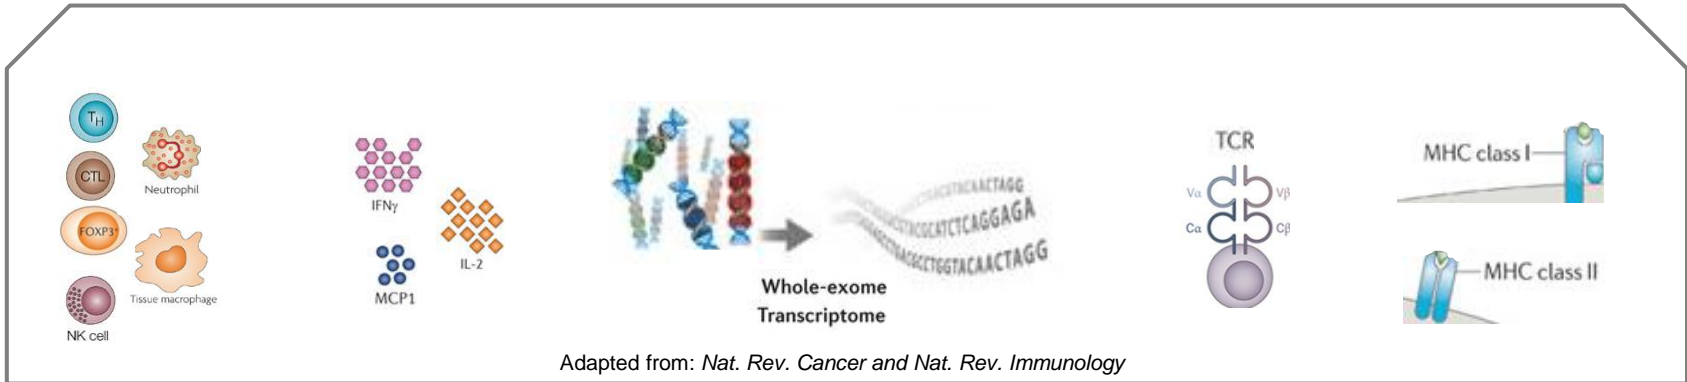 TH
CTL
FOXP3+
NK cell
Neutrophil
Tissue macrophage
IFNγ
MCP1
IL-2
Whole-exome
Transcriptome
TCR
Vα
Vβ
Cα
Cβ
MHC class I
MHC class II
Adapted from: Nat. Rev. Cancer and Nat. Rev. Immunology